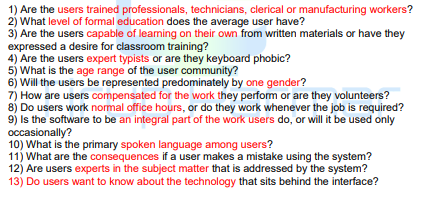 1) Are the users trained professionals, technicians, clerical or manufacturing workers?
2) What level of formal education does the average user have?
3) Are the users capable of learning on their own from written materials or have they
expressed a desire for classroom training?
4) Are the users expert typists or are they keyboard phobic?
5) What is the age range of the user community?
6) Will the users be represented predominately by one gender?
7) How are users compensated for the work they perform or are they volunteers?
8) Do users work normal office hours, or do they work whenever the job is required?
9) Is the software to be an integral part of the work users do, or will it be used only
occasionally?
10) What is the primary spoken language among users?
11) What are the consequences if a user makes a mistake using the system?
12) Are users experts in the subject matter that is addressed by the system?
13) Do users want to know about the technology that sits behind the interface?